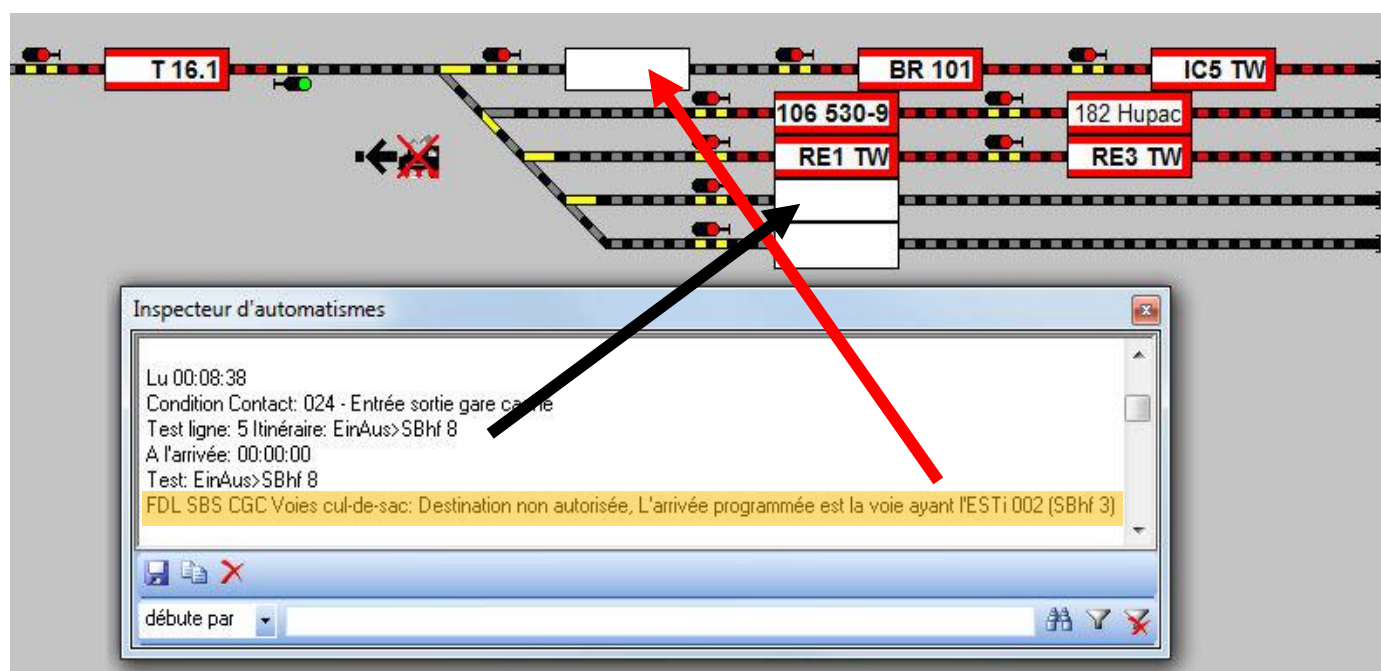 T 16.1
BR 101
IC5 TW
106 530-9
182 Hupac
RE1 TW
RE3 TW
Inspecteur d'automatismes
Lu 00:08:38
Condition Contact: 024 - Entrée sortie gare cachée
Test ligne: 5 Itinéraire: EinAus>SBhf 8
A l'arrivée: 00:00:00
Test: EinAus>SBhf 8
FDL SBS CGC Voies cul-de-sac: Destination non autorisée, L'arrivée programmée est la voie ayant l'ESTi 002 (SBhf 3)
débute par